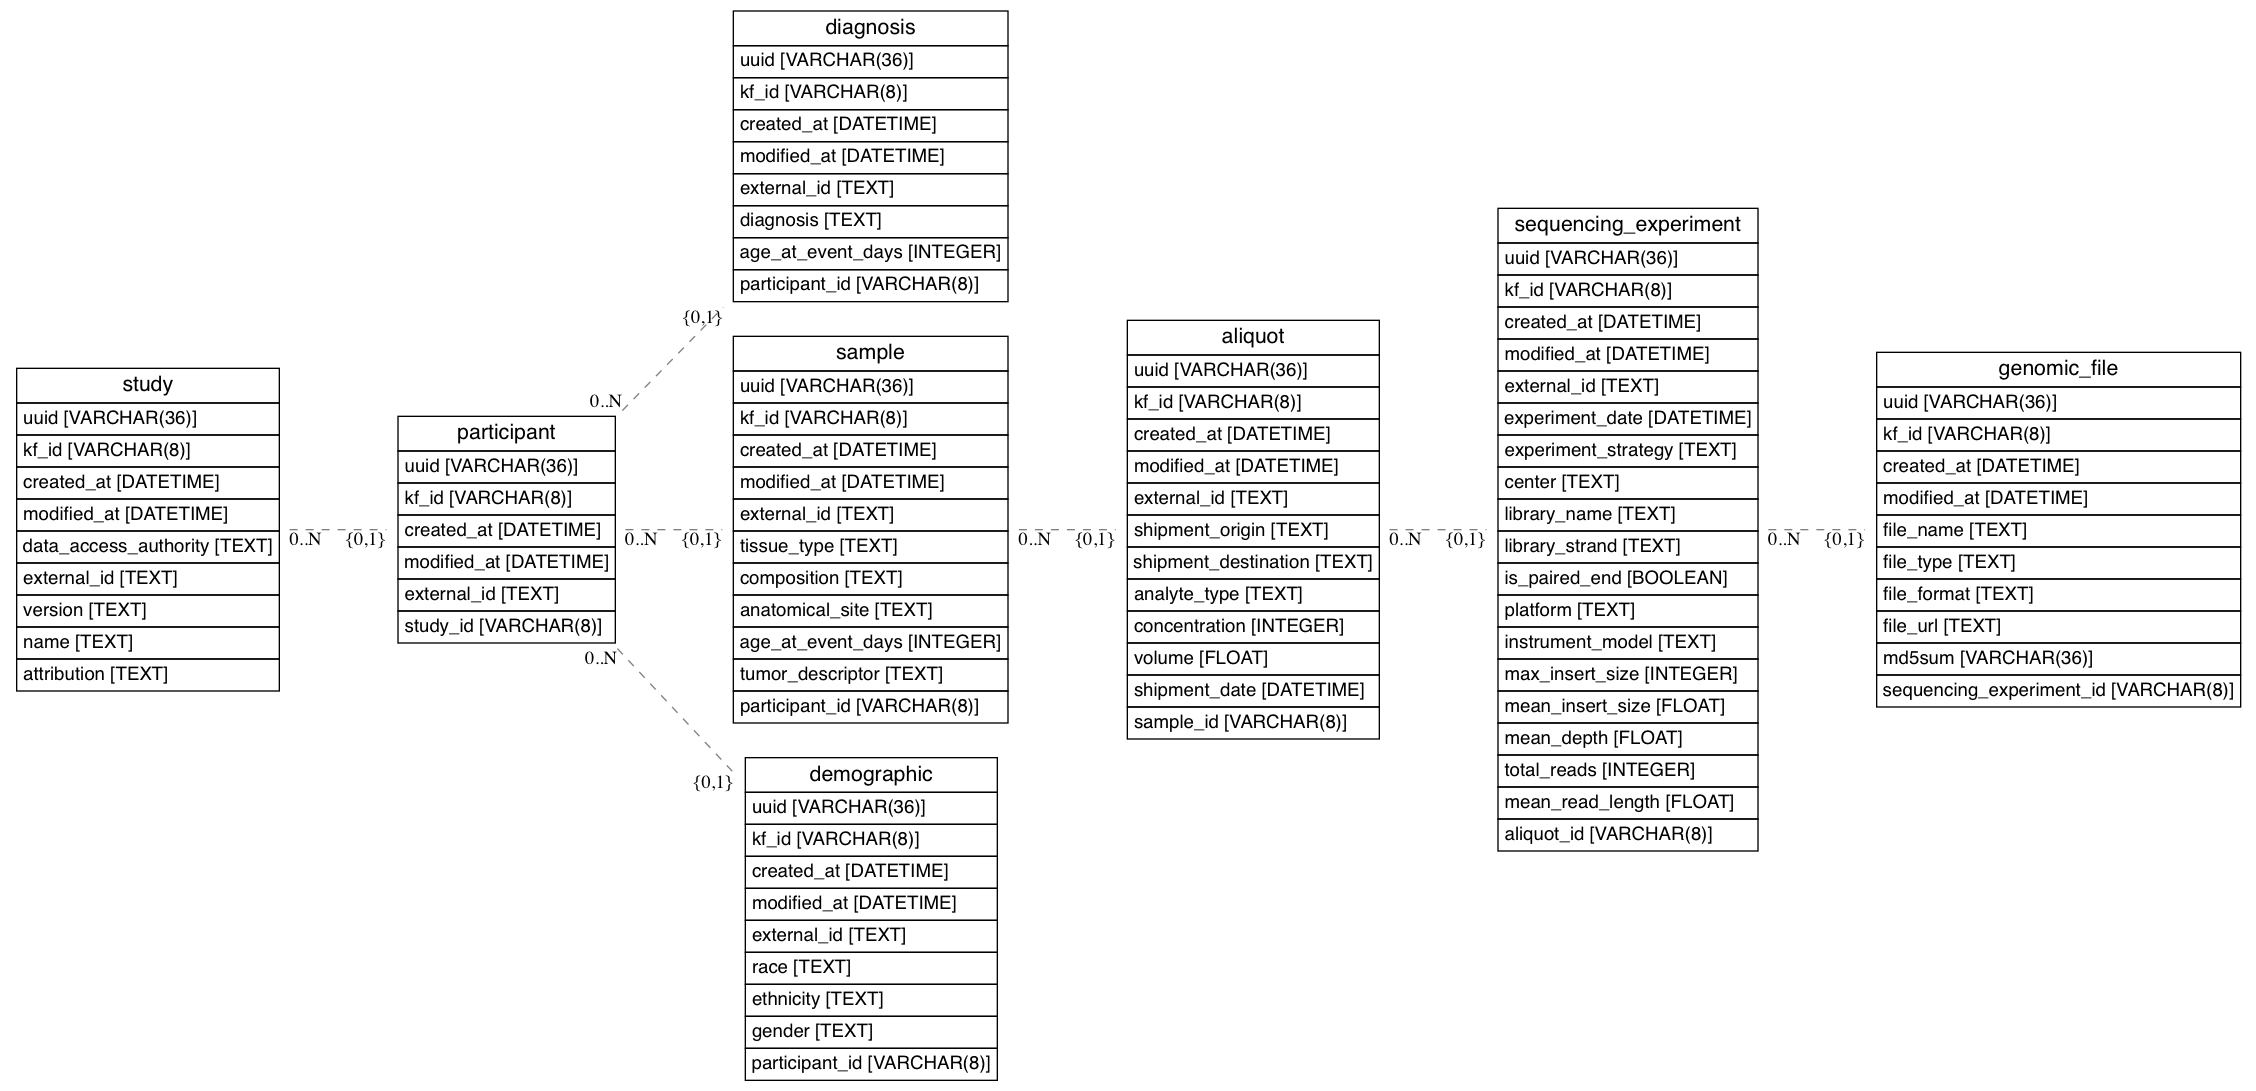 study
uuid [VARCHAR(36)]
kf_id [VARCHAR(8)]
created_at [DATETIME]
modified_at [DATETIME]
data_access_authority [TEXT]
external_id [TEXT]
version [TEXT]
name [TEXT]
attribution [TEXT]
0..N {0,1}
participant
uuid [VARCHAR(36)]
kf_id [VARCHAR(8)]
created_at [DATETIME]
modified_at [DATETIME]
external_id [TEXT]
study_id [VARCHAR(8)]
0..N {0,1}
0..N {0,1}
0..N {0,1}
diagnosis
uuid [VARCHAR(36)]
kf_id [VARCHAR(8)]
created_at [DATETIME]
modified_at [DATETIME]
external_id [TEXT]
diagnosis [TEXT]
age_at_event_days [INTEGER]
participant_id [VARCHAR(8)]
sample
uuid [VARCHAR(36)]
kf_id [VARCHAR(8)]
created_at [DATETIME]
modified_at [DATETIME]
external_id [TEXT]
tissue_type [TEXT]
composition [TEXT]
anatomical_site [TEXT]
age_at_event_days [INTEGER]
tumor_descriptor [TEXT]
participant_id [VARCHAR(8)]
demographic
uuid [VARCHAR(36)]
kf_id [VARCHAR(8)]
created_at [DATETIME]
modified_at [DATETIME]
external_id [TEXT]
race [TEXT]
ethnicity [TEXT]
gender [TEXT]
participant_id [VARCHAR(8)]
0..N {0,1}
aliquot
uuid [VARCHAR(36)]
kf_id [VARCHAR(8)]
created_at [DATETIME]
modified_at [DATETIME]
external_id [TEXT]
shipment_origin [TEXT]
shipment_destination [TEXT]
analyte_type [TEXT]
concentration [INTEGER]
volume [FLOAT]
shipment_date [DATETIME]
sample_id [VARCHAR(8)]
0..N {0,1}
sequencing_experiment
uuid [VARCHAR(36)]
kf_id [VARCHAR(8)]
created_at [DATETIME]
modified_at [DATETIME]
external_id [TEXT]
experiment_date [DATETIME]
experiment_strategy [TEXT]
center [TEXT]
library_name [TEXT]
library_strand [TEXT]
is_paired_end [BOOLEAN]
platform [TEXT]
instrument_model [TEXT]
max_insert_size [INTEGER]
mean_insert_size [FLOAT]
mean_depth [FLOAT]
total_reads [INTEGER]
mean_read_length [FLOAT]
aliquot_id [VARCHAR(8)]
0..N {0,1}
genomic_file
uuid [VARCHAR(36)]
kf_id [VARCHAR(8)]
created_at [DATETIME]
modified_at [DATETIME]
file_name [TEXT]
file_type [TEXT]
file_format [TEXT]
file_url [TEXT]
md5sum [VARCHAR(36)]
sequencing_experiment_id [VARCHAR(8)]